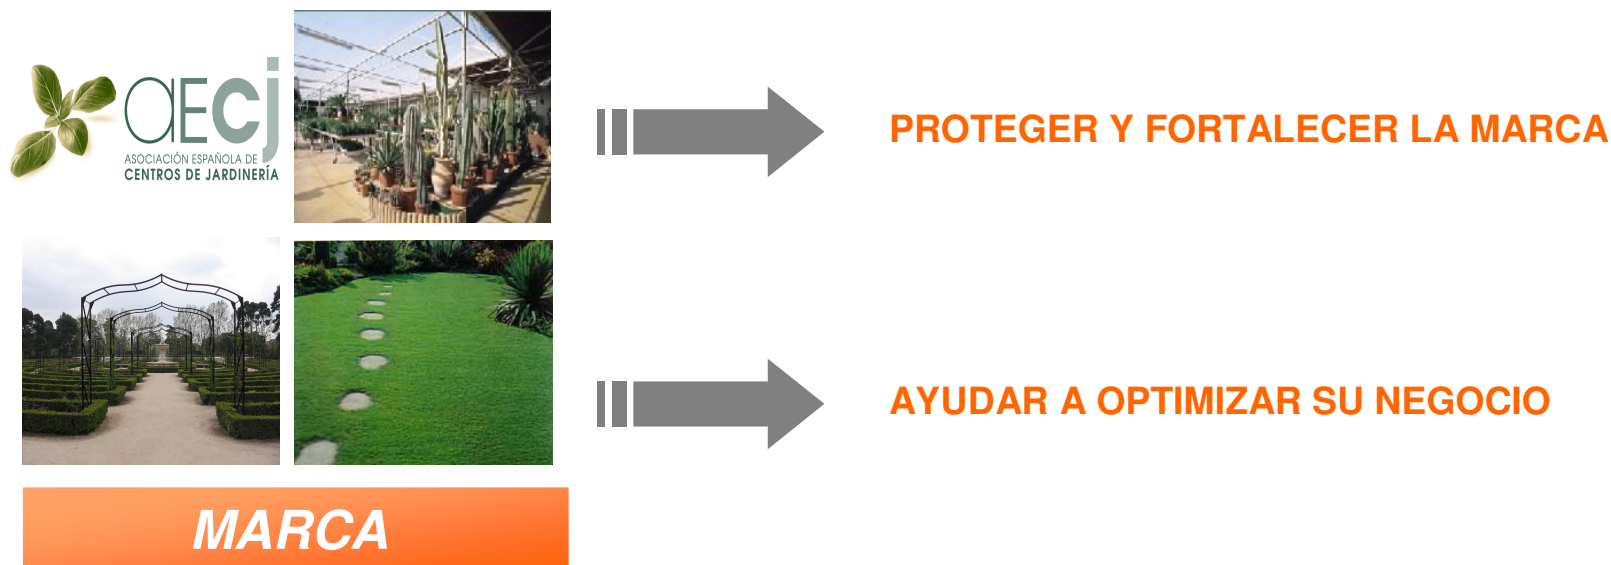 aECj
ASOCIACIÓN ESPAÑOLA DE
CENTROS DE JARDINERÍA
PROTEGER Y FORTALECER LA MARCA
AYUDAR A OPTIMIZAR SU NEGOCIO
MARCA